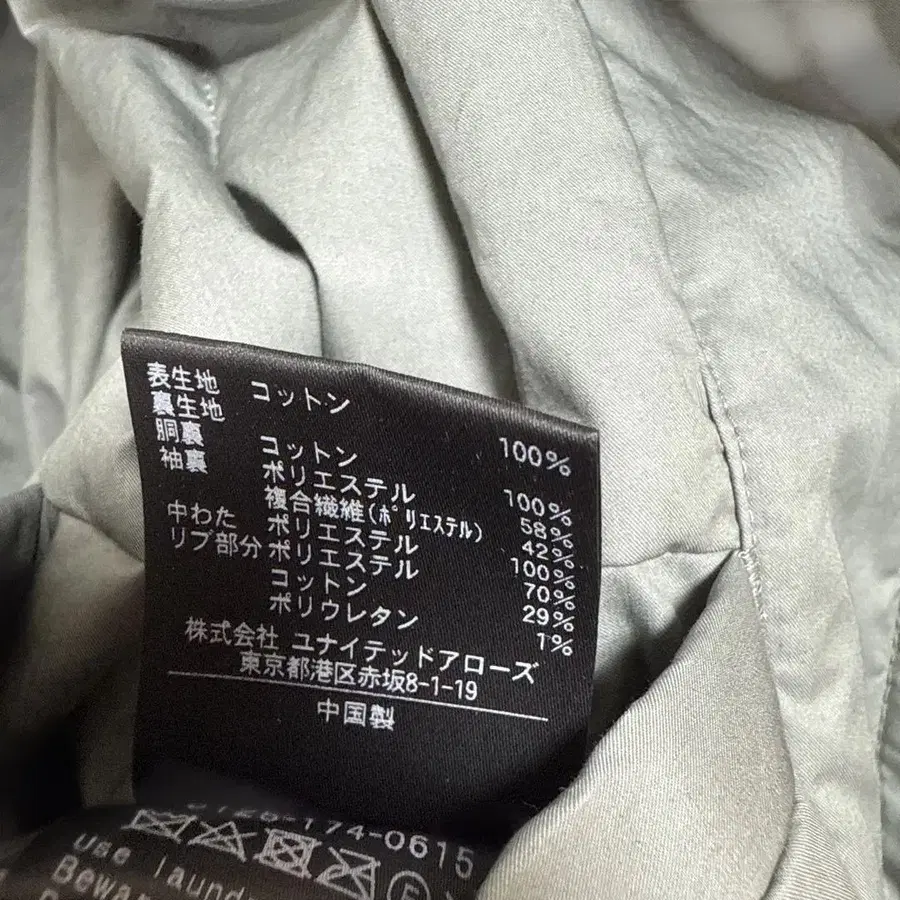 表生地 コットン 100%
裏生地
胴裏 コットン 100%
袖裏 ポリエステル 58%
複合繊維(ポリエステル) 42%
中わた ポリエステル 100%
リブ部分 ポリエステル 70%
コットン 29%
ポリウレタン 1%
株式会社 ユナイテッドアローズ
東京都港区赤坂8-1-19
中国製
174-0615
Use laund
Bewar